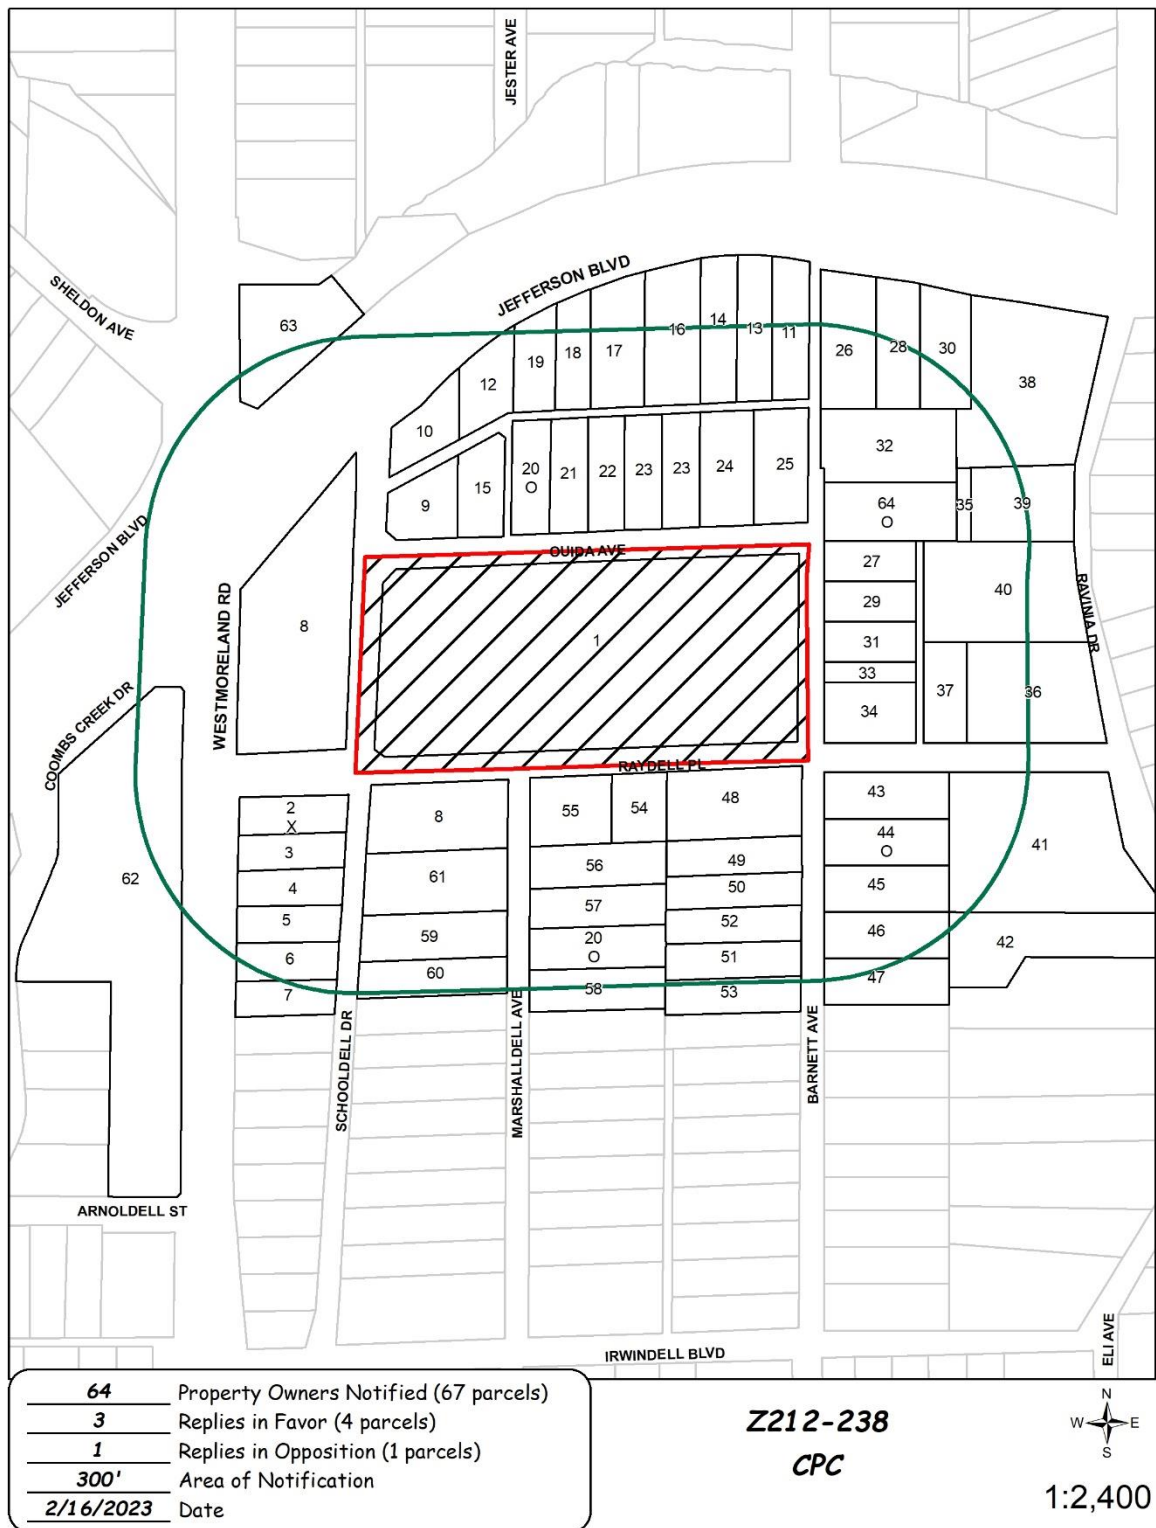 JESTER AVE
SHELDON AVE
JEFFERSON BLVD
63
16
14
13
11
19
18
17
12
26
28
30
38
10
32
20
O
21
22
23
23
24
25
9
15
64
O
35
39
OUIDA AVE
JEFFERSON BLVD
27
29
31
33
34
40
RAVINIA DR
WESTMORELAND RD
8
1
37
36
COOMBS CREEK DR
RAYDELL PL
2
X
3
4
5
6
7
8
61
59
60
55
54
48
56
57
20
O
58
49
50
52
51
53
43
44
O
45
46
47
41
42
62
SCHOOLDELL DR
MARSHALLDELL AVE
BARNETT AVE
ARNOLDELL ST
IRWINDELL BLVD
ELI AVE
64 Property Owners Notified (67 parcels)
3 Replies in Favor (4 parcels)
1 Replies in Opposition (1 parcels)
300' Area of Notification
2/16/2023 Date
Z212-238
CPC
N
W E
S
1:2,400